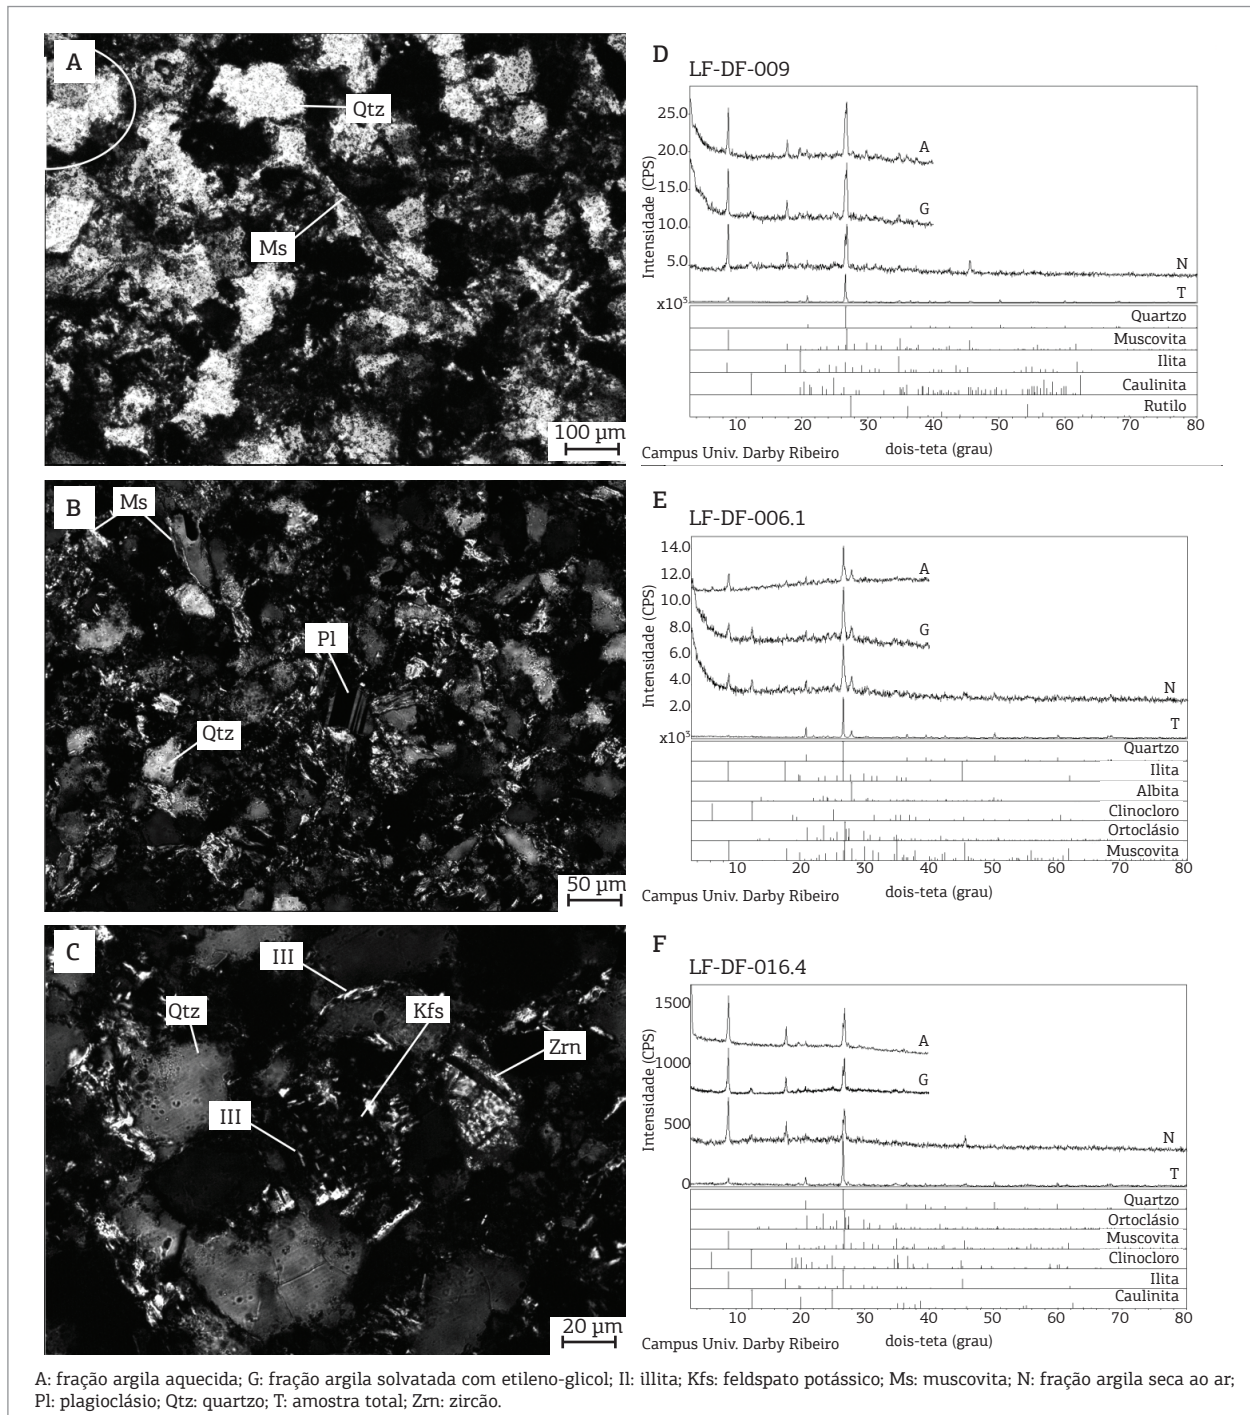 A
Qtz
Ms
100 µm
D
LF-DF-009
Intensidade (CPS)
25.0
20.0
15.0
10.0
5.0
x10³
A
G
N
T
Quartzo
Muscovita
Ilita
Caulinita
Rutilo
10 20 30 40 50 60 70 80
Campus Univ. Darby Ribeiro
dois-teta (grau)
B
Ms
Pl
Qtz
50 µm
E
LF-DF-006.1
Intensidade (CPS)
14.0
12.0
10.0
8.0
6.0
4.0
2.0
x10³
A
G
N
T
Quartzo
Ilita
Albita
Clinocloro
Ortoclásio
Muscovita
10 20 30 40 50 60 70 80
Campus Univ. Darby Ribeiro
dois-teta (grau)
C
III
Qtz
Kfs
Zrn
III
20 µm
F
LF-DF-016.4
Intensidade (CPS)
1500
1000
500
0
A
G
N
T
Quartzo
Ortoclásio
Muscovita
Clinocloro
Ilita
Caulinita
10 20 30 40 50 60 70 80
Campus Univ. Darby Ribeiro
dois-teta (grau)
A: fração argila aquecida; G: fração argila solvatada com etileno-glicol; Il: illita; Kfs: feldspato potássico; Ms: muscovita; N: fração argila seca ao ar;
Pl: plagioclásio; Qtz: quartzo; T: amostra total; Zrn: zircão.